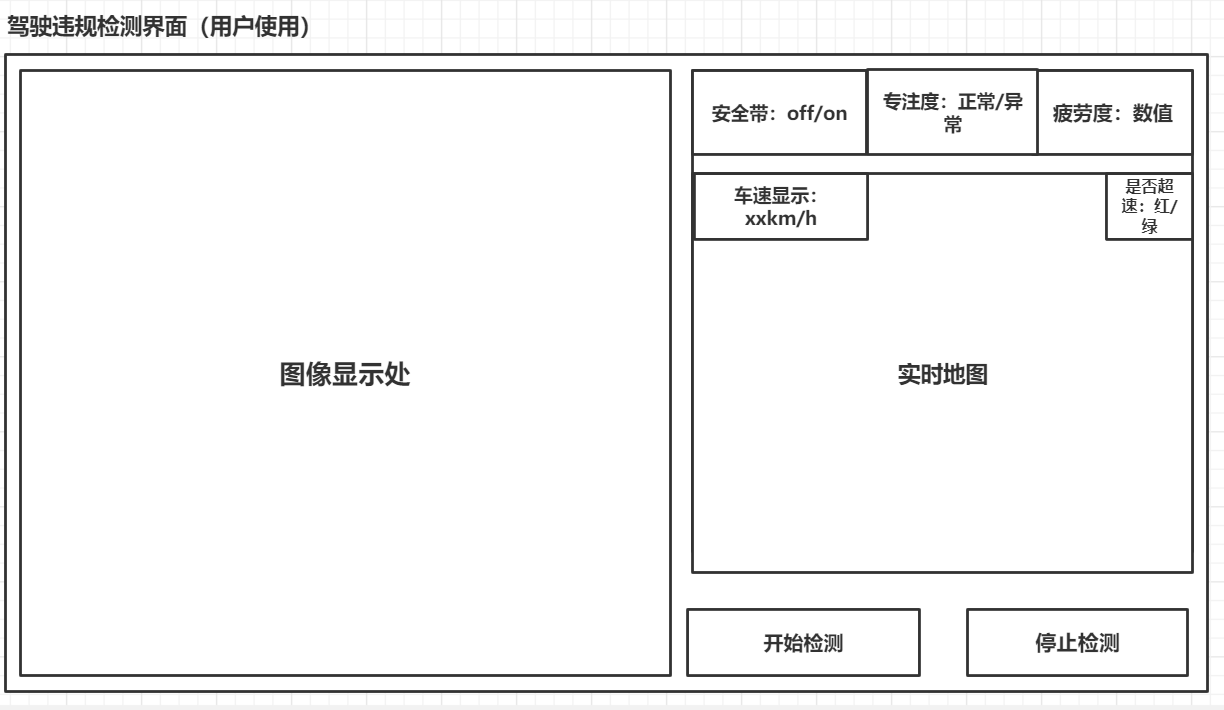 驾驶违规检测界面（用户使用）
安全带：off/on
专注度：正常/异
常
疲劳度：数值
车速显示：
xxkm/h
是否超
速：红/
绿
图像显示处
实时地图
开始检测
停止检测